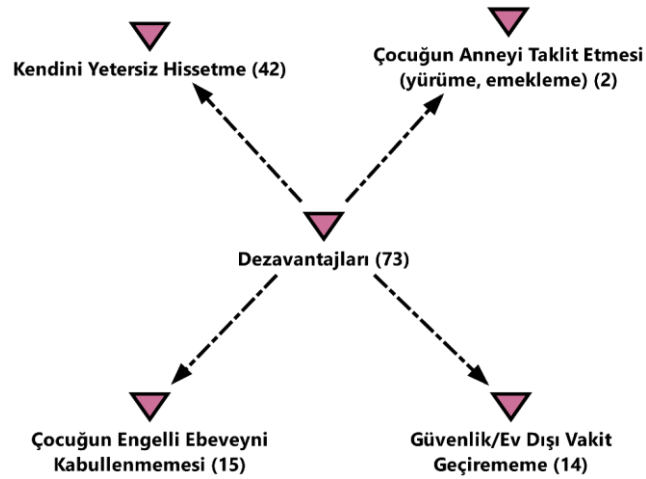 Kendini Yetersiz Hissetme (42)
Çocuğun Anneyi Taklit Etmesi
(yürüme, emekleme) (2)
Dezavantajları (73)
Çocuğun Engelli Ebeveyni
Kabullenmemesi (15)
Güvenlik/Ev Dışı Vakit
Geçirememe (14)